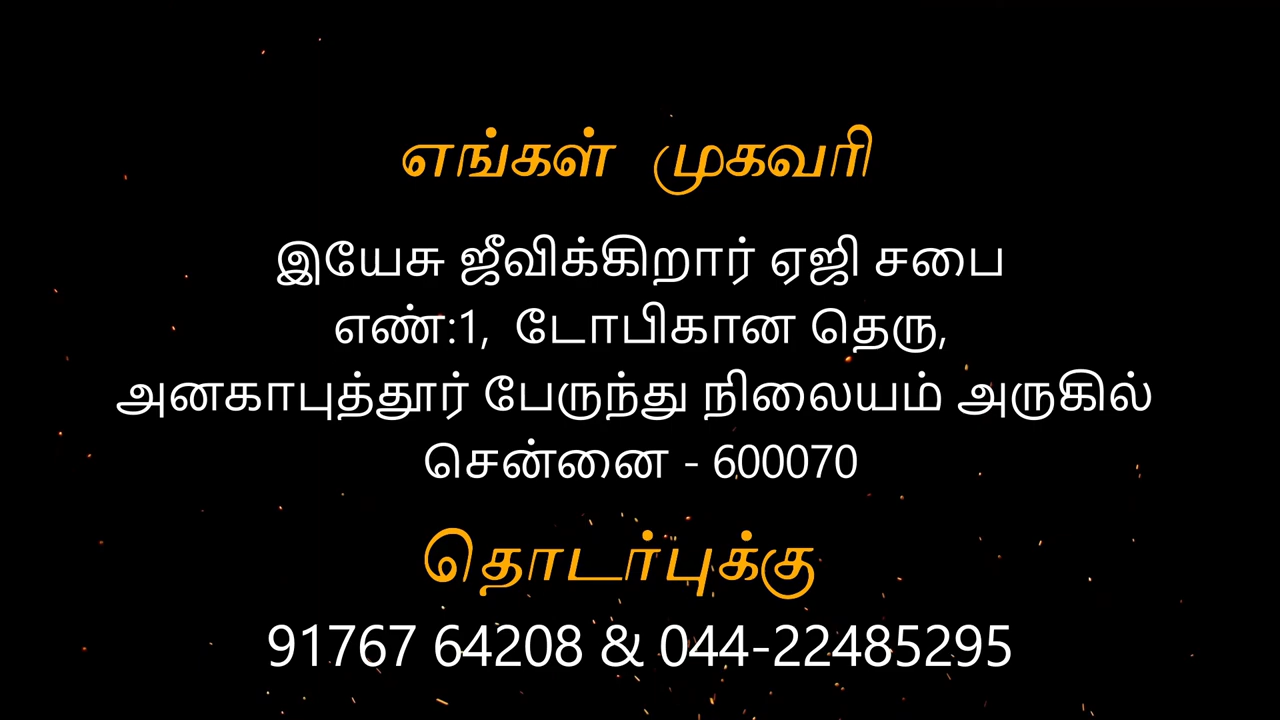 எங்கள் முகவரி
இயேசு ஜீவிக்கிறார் ஏஜி சபை
எண்:1, டோபிகான தெரு,
அனகாபுத்தூர் பேருந்து நிலையம் அருகில்
சென்னை - 600070
தொடர்புக்கு
91767 64208 & 044-22485295